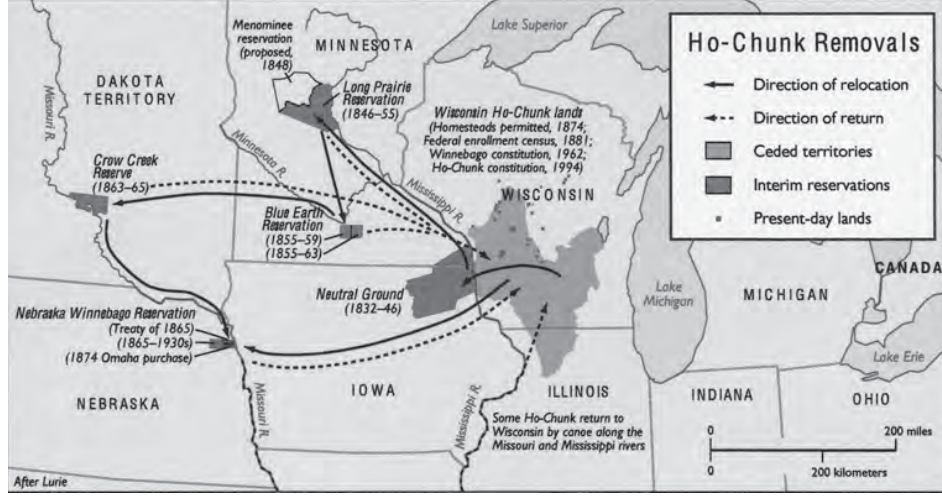 Lake Superior
Menominee
reservation
(proposed,
1848)
MINNESOTA
DAKOTA
TERRITORY
Missouri R.
Long Prairie
Reservation
(1846–55)
Wisconsin Ho-Chunk lands
(Homesteads permitted, 1874;
Federal enrollment census, 1881;
Winnebago constitution, 1962;
Ho-Chunk constitution, 1994)
Minnesota R.
Mississippi R.
WISCONSIN
Crow Creek
Reserve
(1863–65)
Blue Earth
Reservation
(1855–59)
(1855–63)
Neutral Ground
(1832–46)
Nebraska Winnebago Reservation
(Treaty of 1865)
(1865–1930s)
(1874 Omaha purchase)
NEBRASKA
Missouri R.
IOWA
Mississippi R.
ILLINOIS
Some Ho-Chunk return to
Wisconsin by canoe along the
Missouri and Mississippi rivers
Lake
Michigan
MICHIGAN
CANADA
Lake Erie
INDIANA
OHIO
Ho-Chunk Removals
Direction of relocation
Direction of return
Ceded territories
Interim reservations
Present-day lands
0 200 miles
0 200 kilometers
After Lurie